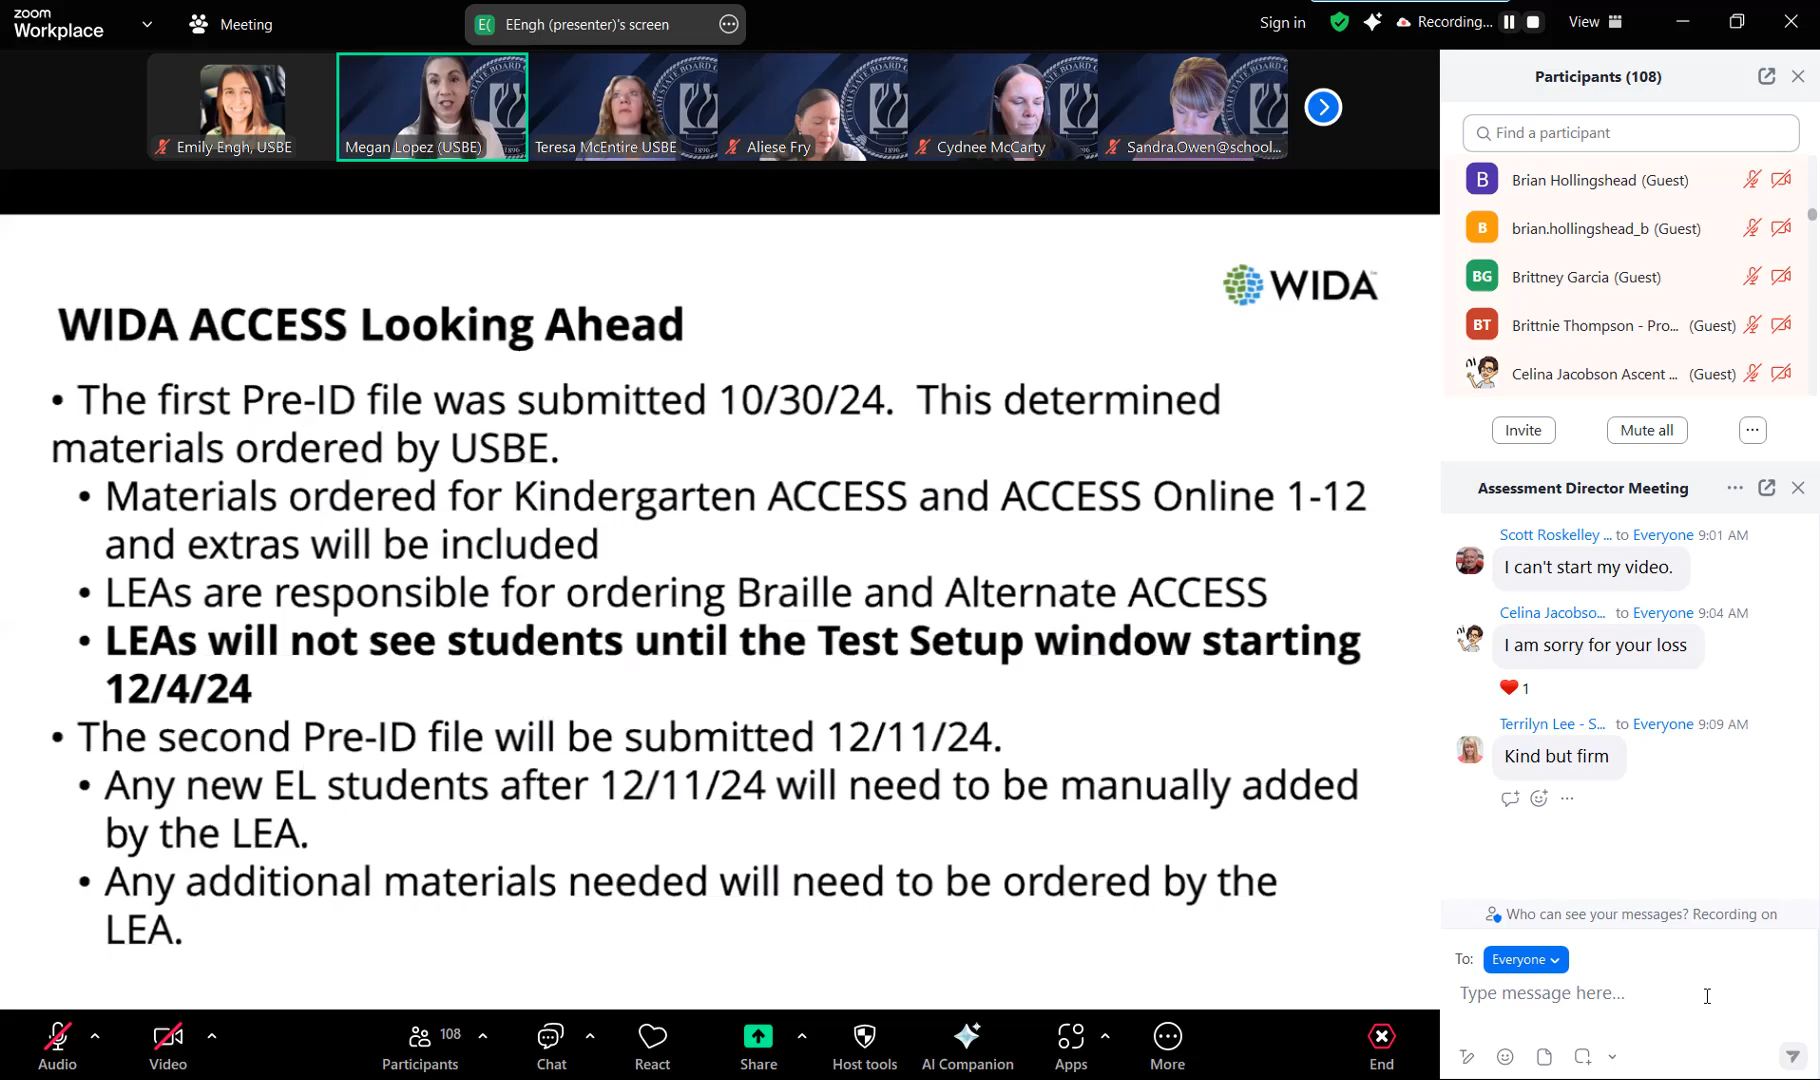 zoom
Workplace
Meeting
E( EEngh (presenter)'s screen
Sign in
Recording...
View
Emily Engh, USBE
Megan Lopez (USBE)
Teresa McEntire USBE
Aliese Fry
Cydnee McCarty
Sandra.Owen@school...
WIDA
WIDA ACCESS Looking Ahead
• The first Pre-ID file was submitted 10/30/24. This determined
materials ordered by USBE.
• Materials ordered for Kindergarten ACCESS and ACCESS Online 1-12
and extras will be included
• LEAs are responsible for ordering Braille and Alternate ACCESS
• LEAs will not see students until the Test Setup window starting
12/4/24
• The second Pre-ID file will be submitted 12/11/24.
• Any new EL students after 12/11/24 will need to be manually added
by the LEA.
• Any additional materials needed will need to be ordered by the
LEA.
Participants (108)
Find a participant
B Brian Hollingshead (Guest)
B brian.hollingshead_b (Guest)
BG Brittney Garcia (Guest)
BT Brittnie Thompson - Pro... (Guest)
Celina Jacobson Ascent ... (Guest)
Invite
Mute all
Assessment Director Meeting
Scott Roskelley ... to Everyone 9:01 AM
I can't start my video.
Celina Jacobso... to Everyone 9:04 AM
I am sorry for your loss
1
Terrilyn Lee - S... to Everyone 9:09 AM
Kind but firm
Who can see your messages? Recording on
To: Everyone
Type message here...
Audio
Video
Participants
108
Chat
React
Share
Host tools
AI Companion
Apps
More
End